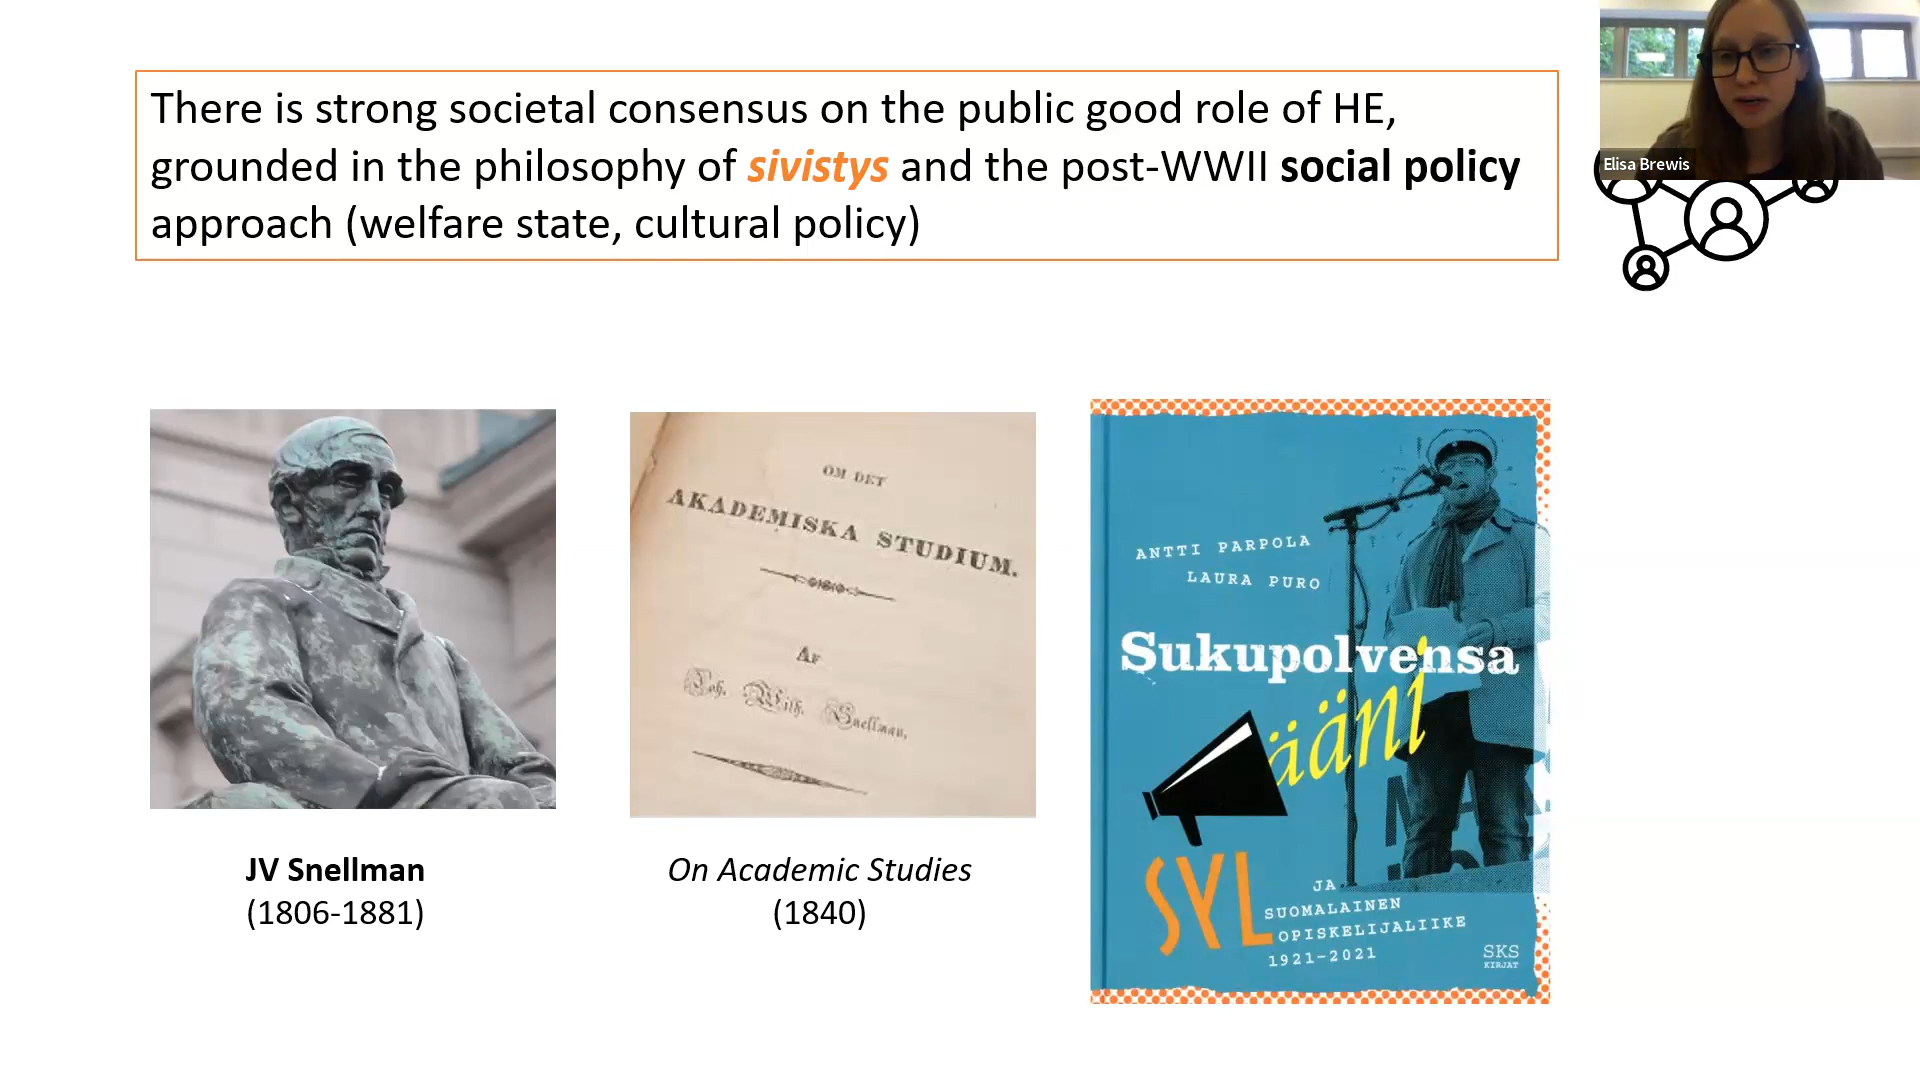 There is strong societal consensus on the public good role of HE,
grounded in the philosophy of sivistys and the post-WWII social policy
approach (welfare state, cultural policy)
Elisa Brewis
JV Snellman
(1806-1881)
OM DET
AKADEMISKA STUDIUM.
AF
Joh. Wilh. Snellman,
On Academic Studies
(1840)
ANTTI PARPOLA
LAURA PURO
Sukupolvensa
ääni
SYL
JA
SUOMALAINEN
OPISKELIJALIIKE
1921–2021
SKS
KIRJAT